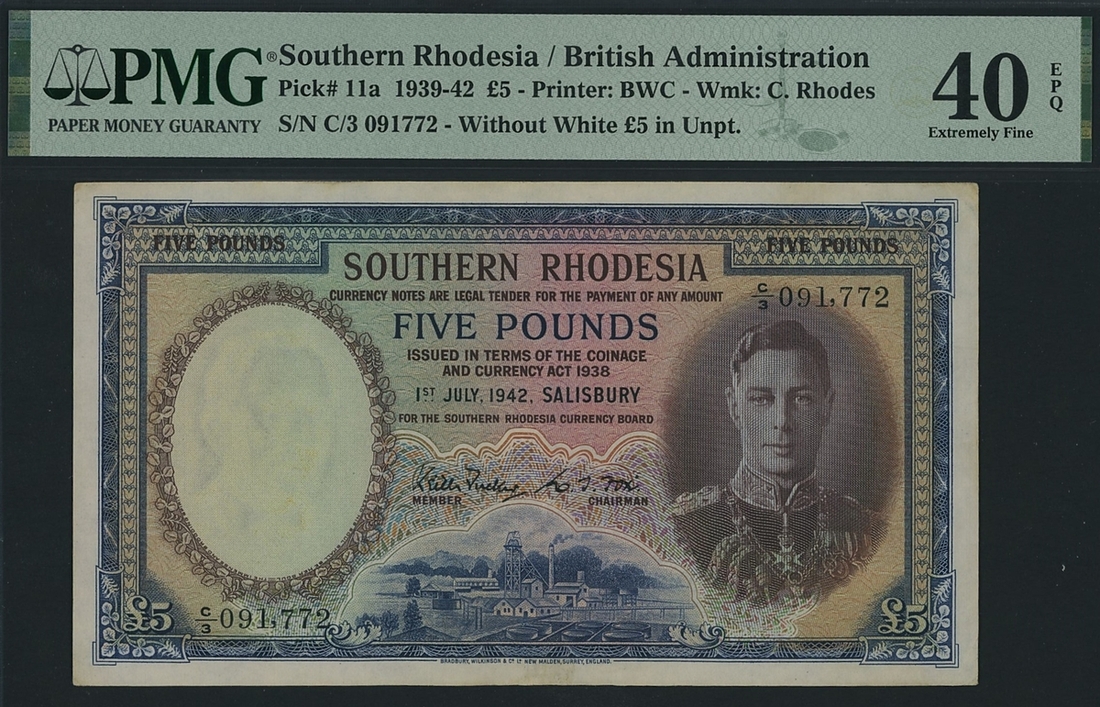 PMG®
PAPER MONEY GUARANTY
Southern Rhodesia / British Administration
Pick# 11a 1939-42 £5 - Printer: BWC - Wmk: C. Rhodes
S/N C/3 091772 - Without White £5 in Unpt.
40
Extremely Fine
EPQ
FIVE POUNDS
FIVE POUNDS
SOUTHERN RHODESIA
CURRENCY NOTES ARE LEGAL TENDER FOR THE PAYMENT OF ANY AMOUNT
C/3 091,772
FIVE POUNDS
ISSUED IN TERMS OF THE COINAGE
AND CURRENCY ACT 1938
1ST JULY, 1942, SALISBURY
FOR THE SOUTHERN RHODESIA CURRENCY BOARD
MEMBER
CHAIRMAN
£5
C/3 091,772
£5
BRADBURY, WILKINSON & Co Ld NEW MALDEN, SURREY, ENGLAND.